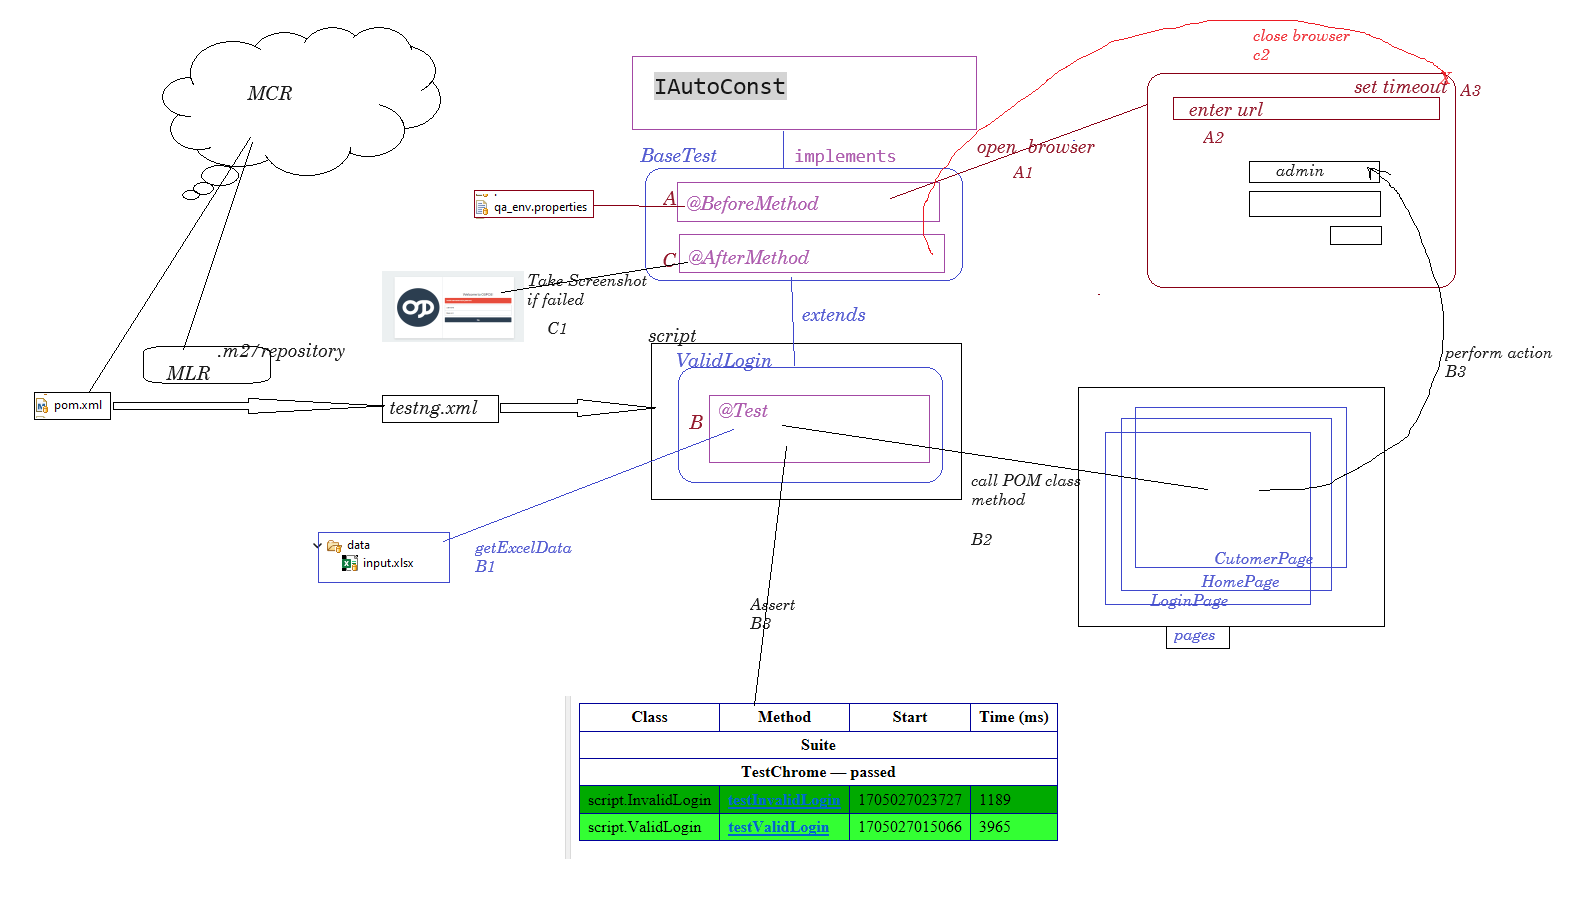 close browser
c2
MCR
IAutoConst
set timeout
A3
enter url
A2
BaseTest
implements
open browser
A1
admin
A
@BeforeMethod
qa_env.properties
C
@AfterMethod
Take Screenshot
if failed
C1
extends
script
.m2/repository
MLR
ValidLogin
perform action
B3
pom.xml
testng.xml
@Test
B
call POM class
method
B2
data
input.xlsx
getExcelData
B1
CutomerPage
HomePage
LoginPage
pages
Assert
B3
Class Method Start Time (ms)
Suite
TestChrome — passed
script.InvalidLogin testInvalidLogin 1705027023727 1189
script.ValidLogin testValidLogin 1705027015066 3965